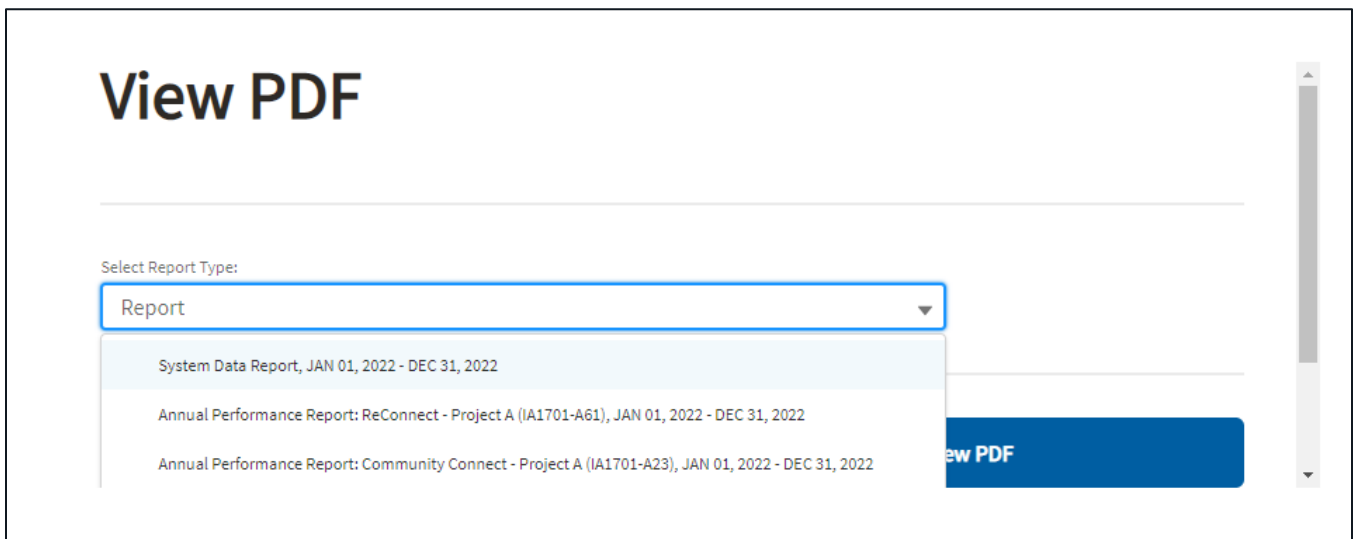 View PDF
Select Report Type:
Report
System Data Report, JAN 01, 2022 - DEC 31, 2022
Annual Performance Report: ReConnect - Project A (IA1701-A61), JAN 01, 2022 - DEC 31, 2022
Annual Performance Report: Community Connect - Project A (IA1701-A23), JAN 01, 2022 - DEC 31, 2022
ew PDF